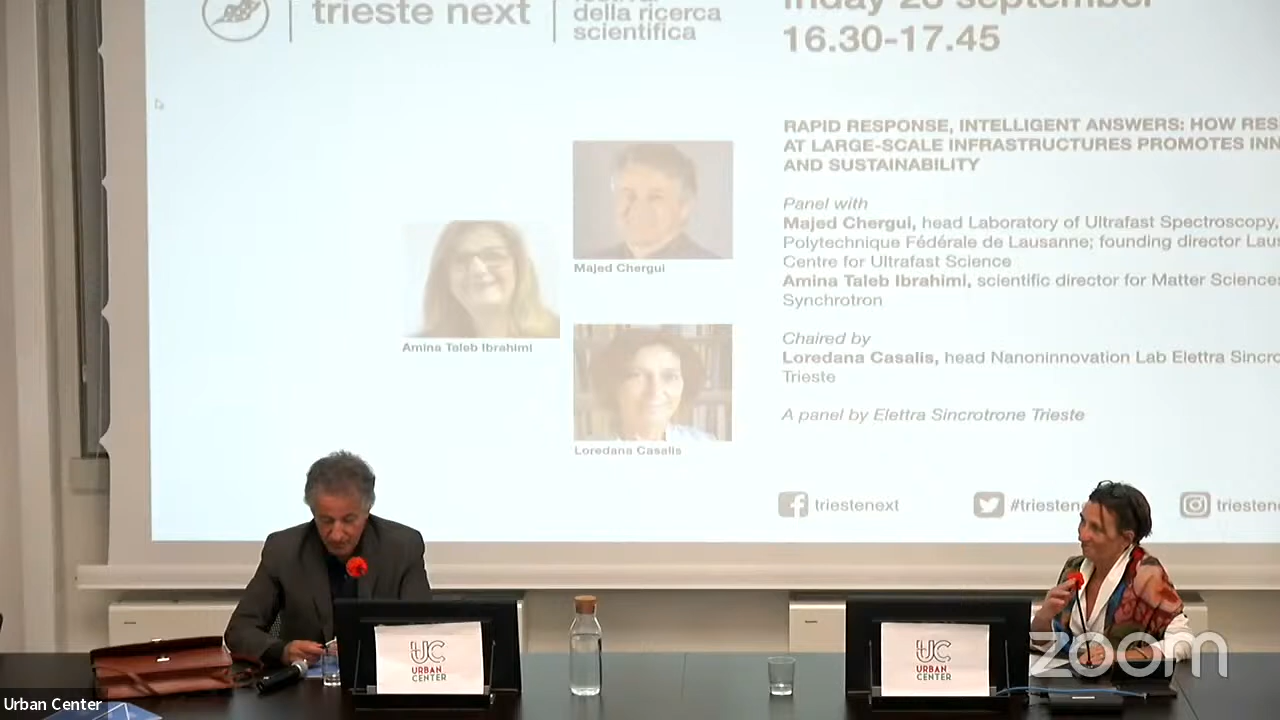 trieste next
della ricerca
scientifica
16.30-17.45
RAPID RESPONSE, INTELLIGENT ANSWERS: HOW RES
AT LARGE-SCALE INFRASTRUCTURES PROMOTES INN
AND SUSTAINABILITY
Panel with
Majed Chergui, head Laboratory of Ultrafast Spectroscopy,
Polytechnique Fédérale de Lausanne; founding director Lau
Centre for Ultrafast Science
Amina Taleb Ibrahimi, scientific director for Matter Sciences
Synchrotron
Chaired by
Loredana Casalis, head Nanoninnovation Lab Elettra Sincro
Trieste
A panel by Elettra Sincrotrone Trieste
Majed Chergui
Amina Taleb Ibrahimi
Loredana Casalis
triestenext
#triesten
triesten
UC
URBAN
CENTER
UC
URBAN
CENTER
zoom
Urban Center